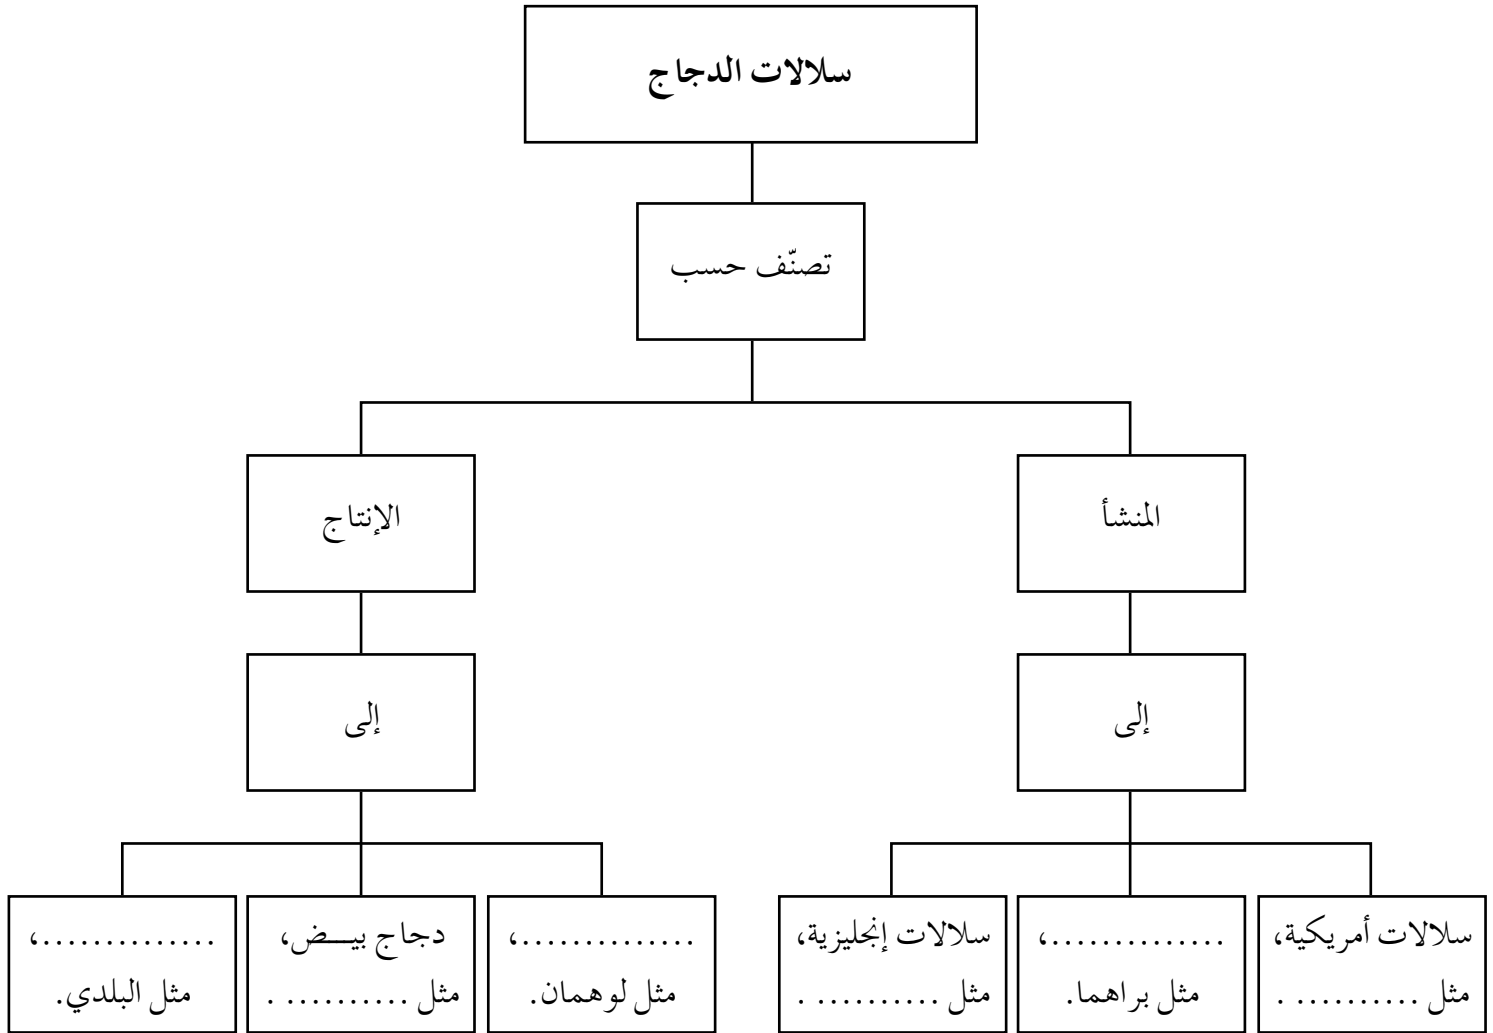 سلالات الدجاج
تصنّف حسب
المنشأ
الإنتاج
إلى
إلى
سلالات أمريكية،
مثل .......... .
..............،
مثل براهما.
سلالات إنجليزية،
مثل .......... .
..............،
مثل لوهمان.
دجاج بيـــض،
مثل .......... .
..............،
مثل البلدي.